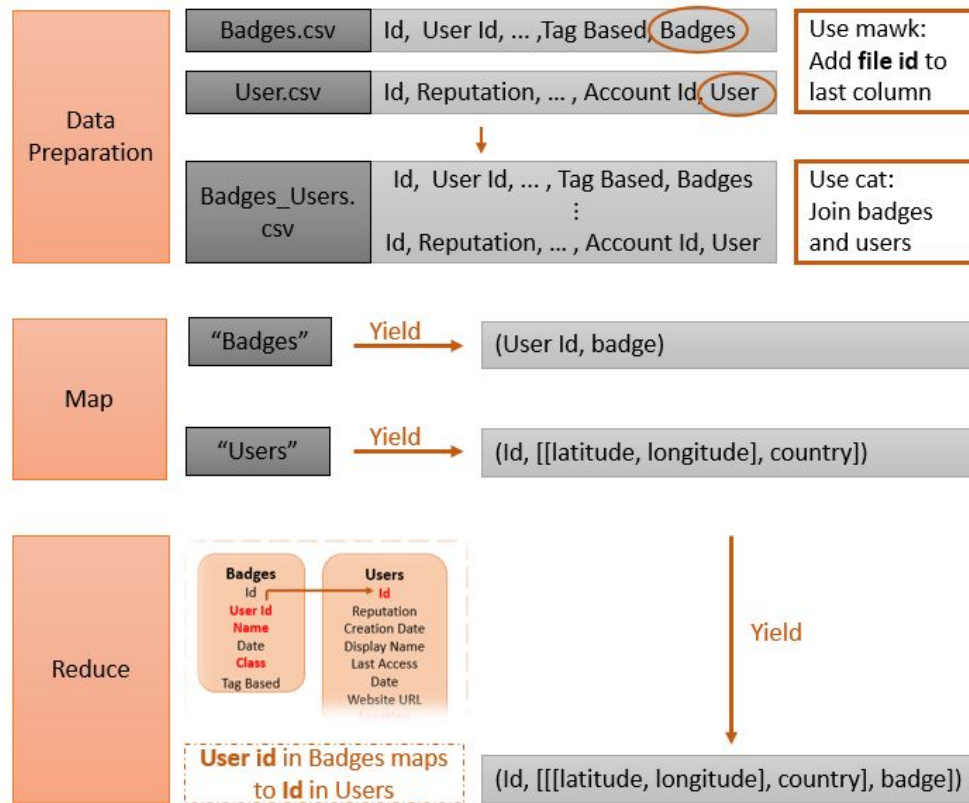 Data
Preparation
Badges.csv
Id, User Id, ... ,Tag Based, Badges
User.csv
Id, Reputation, ... , Account Id, User
Use mawk:
Add file id to
last column
Badges_Users.
csv
Id, User Id, ... , Tag Based, Badges
⋮
Id, Reputation, ... , Account Id, User
Use cat:
Join badges
and users
Map
"Badges"
Yield
(User Id, badge)
"Users"
Yield
(Id, [[latitude, longitude], country])
Reduce
Badges
Id
User Id
Name
Date
Class
Tag Based
Users
Id
Reputation
Creation Date
Display Name
Last Access
Date
Website URL
User id in Badges maps
to Id in Users
Yield
(Id, [[[latitude, longitude], country], badge])